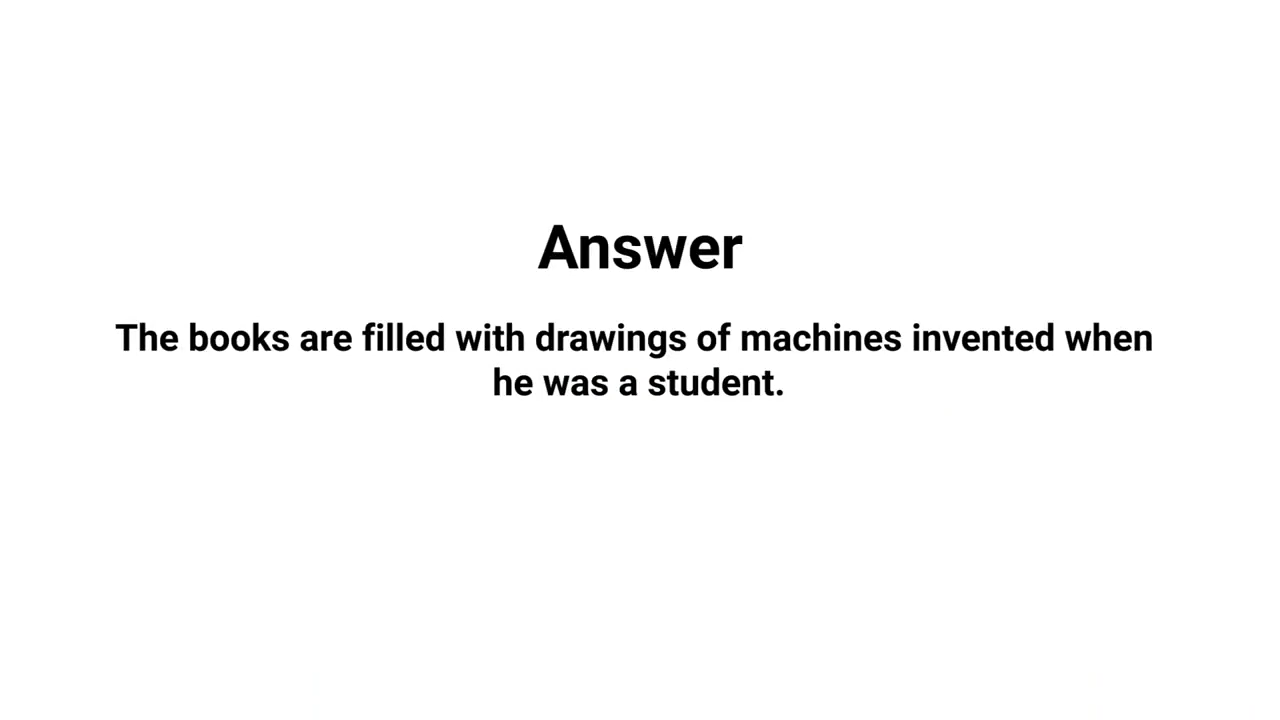 Answer
The books are filled with drawings of machines invented when
he was a student.